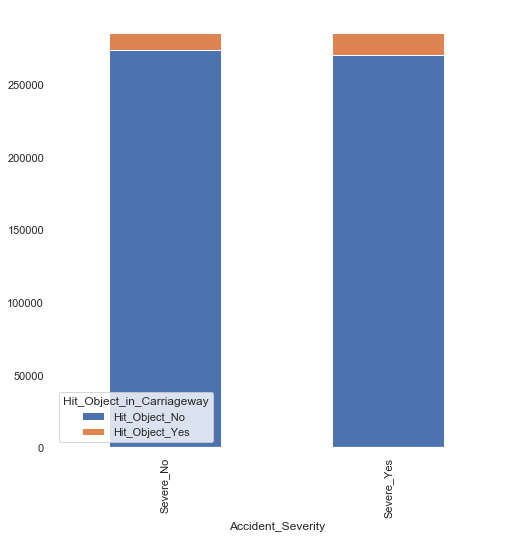 250000
200000
150000
100000
50000
0
Hit_Object_in_Carriageway
Hit_Object_No
Hit_Object_Yes
Severe_No
Severe_Yes
Accident_Severity